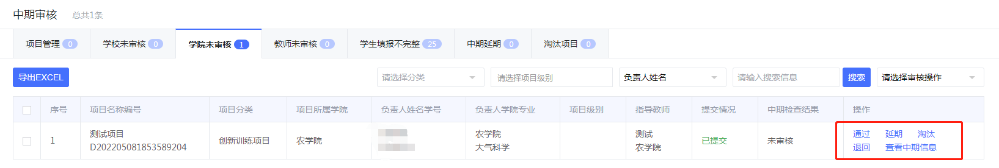 中期审核 总共1条
项目管理 0 学校未审核 0 学院未审核 1 教师未审核 0 学生填报不完整 25 中期延期 0 淘汰项目 0
导出EXCEL 请选择分类 请选择项目级别 负责人姓名 请输入搜索信息 搜索 请选择审核操作
序号 项目名称编号 项目分类 项目所属学院 负责人姓名学号 负责人学院专业 项目级别 指导教师 提交情况 中期检查结果 操作
1 测试项目 创新训练项目 农学院 农学院 测试 已提交 未审核 通过 延期 淘汰
D202205081853589204 大气科学 农学院 退回 查看中期信息